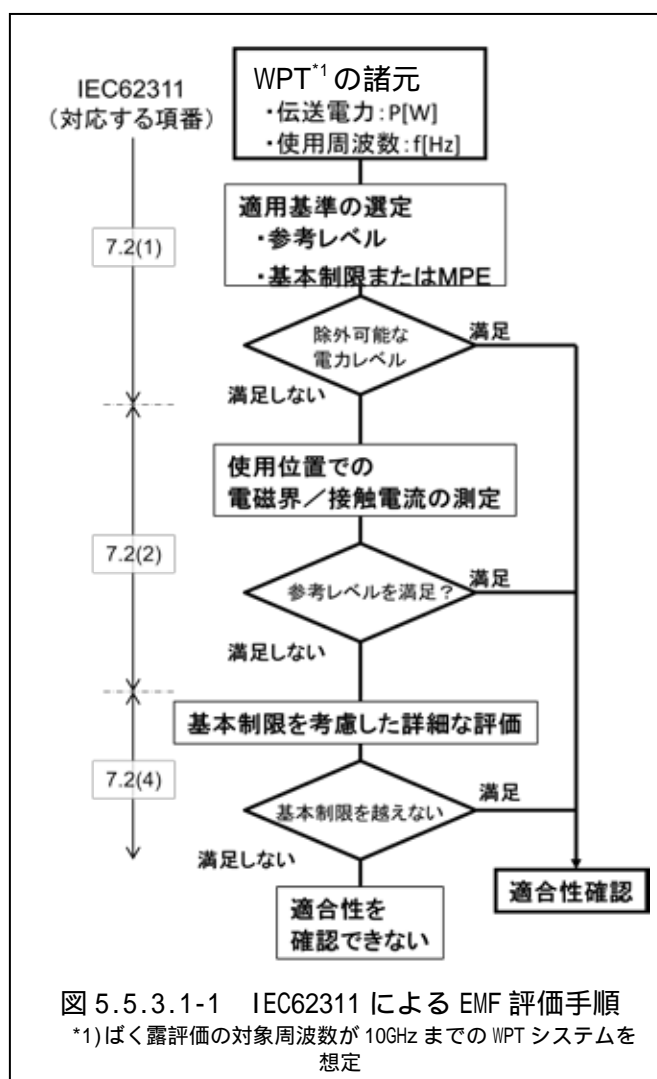 IEC62311
（対応する項番）
WPT*1の諸元
・伝送電力：P[W]
・使用周波数：f[Hz]
適用基準の選定
・参考レベル
・基本制限またはMPE
7.2(1)
除外可能な
電力レベル
満足
満足しない
使用位置での
電磁界／接触電流の測定
7.2(2)
参考レベルを満足？
満足
満足しない
基本制限を考慮した詳細な評価
7.2(4)
基本制限を越えない
満足
満足しない
適合性を
確認できない
適合性確認
図 5.5.3.1-1 IEC62311 による EMF 評価手順
*1)ばく露評価の対象周波数が 10GHz までの WPT システムを
想定